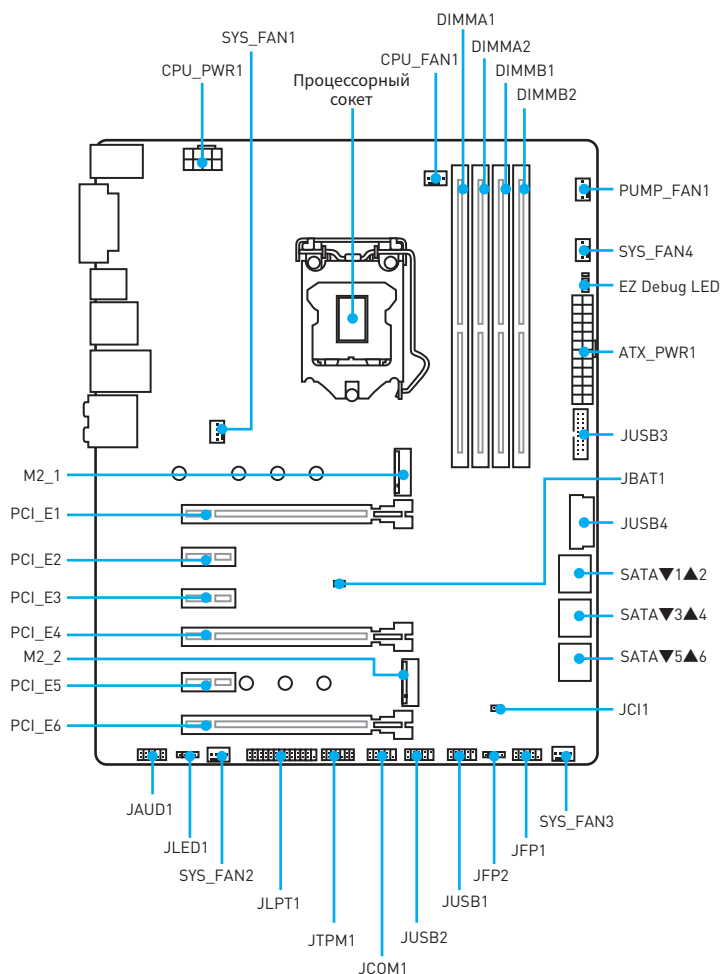 DIMMA1
SYS_FAN1
DIMMA2
CPU_FAN1
CPU_PWR1
DIMMB1
Процессорный
сокет
DIMMB2
PUMP_FAN1
SYS_FAN4
EZ Debug LED
ATX_PWR1
JUSB3
M2_1
JBAT1
PCI_E1
JUSB4
PCI_E2
SATA▼1▲2
PCI_E3
SATA▼3▲4
PCI_E4
M2_2
SATA▼5▲6
PCI_E5
JCI1
PCI_E6
JAUD1
SYS_FAN3
JLED1
JFP1
SYS_FAN2
JFP2
JLPT1
JUSB1
JTPM1
JUSB2
JCOM1